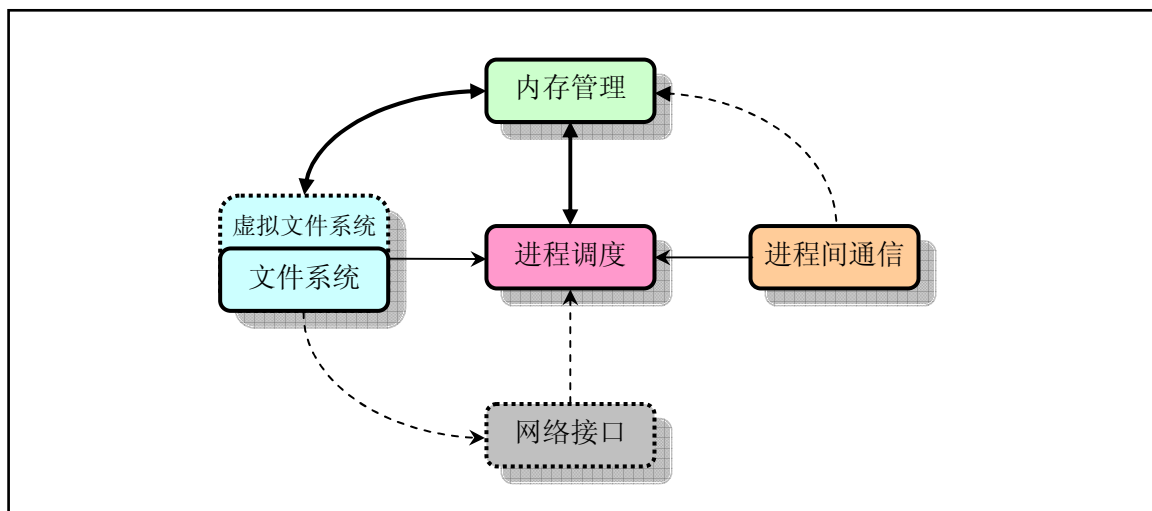 内存管理
虚拟文件系统
文件系统
进程调度
进程间通信
网络接口